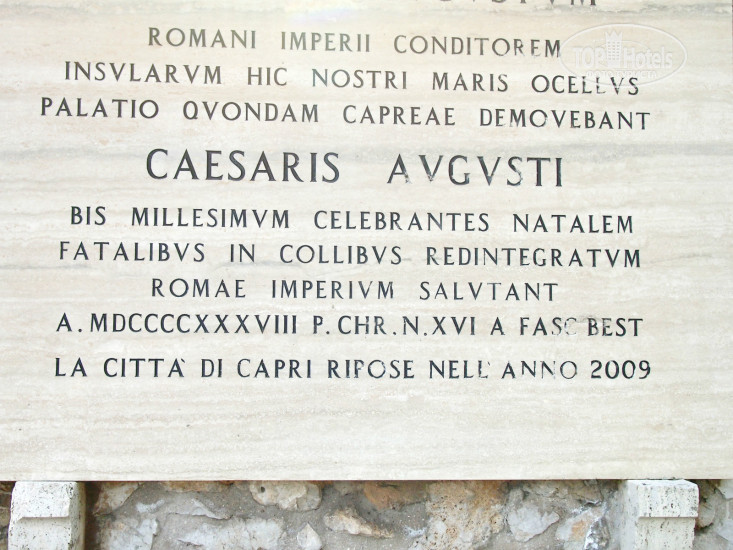 ROMANI IMPERII CONDITOREM
TOPHotels
INSVLARVM HIC NOSTRI MARIS OCELLVS
PALATIO QVONDAM CAPREAE DEMOVEBANT
CAESARIS AVGVSTI
BIS MILLESIMVM CELEBRANTES NATALEM
FATALIBVS IN COLLIBVS REDINTEGRATVM
ROMAE IMPERIVM SALVTANT
A. MDCCCCXXXVIII P. CHR. N. XVI A FASC BEST
LA CITTA' DI CAPRI RIPOSE NELL' ANNO 2009